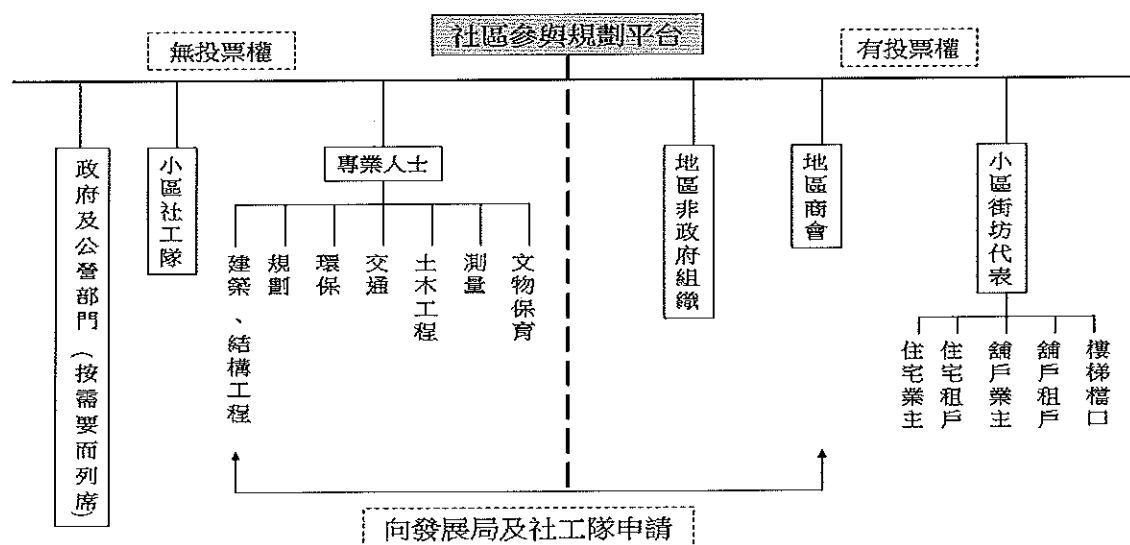 社區參與規劃平台
無投票權
有投票權
政府及公營部門（按需要而列席）
小區社工隊
專業人士
建築、結構工程
規劃
環保
交通
土木工程
測量
文物保育
地區非政府組織
地區商會
小區街坊代表
住宅業主
住宅租戶
舖戶業主
舖戶租戶
樓梯檔口
向發展局及社工隊申請